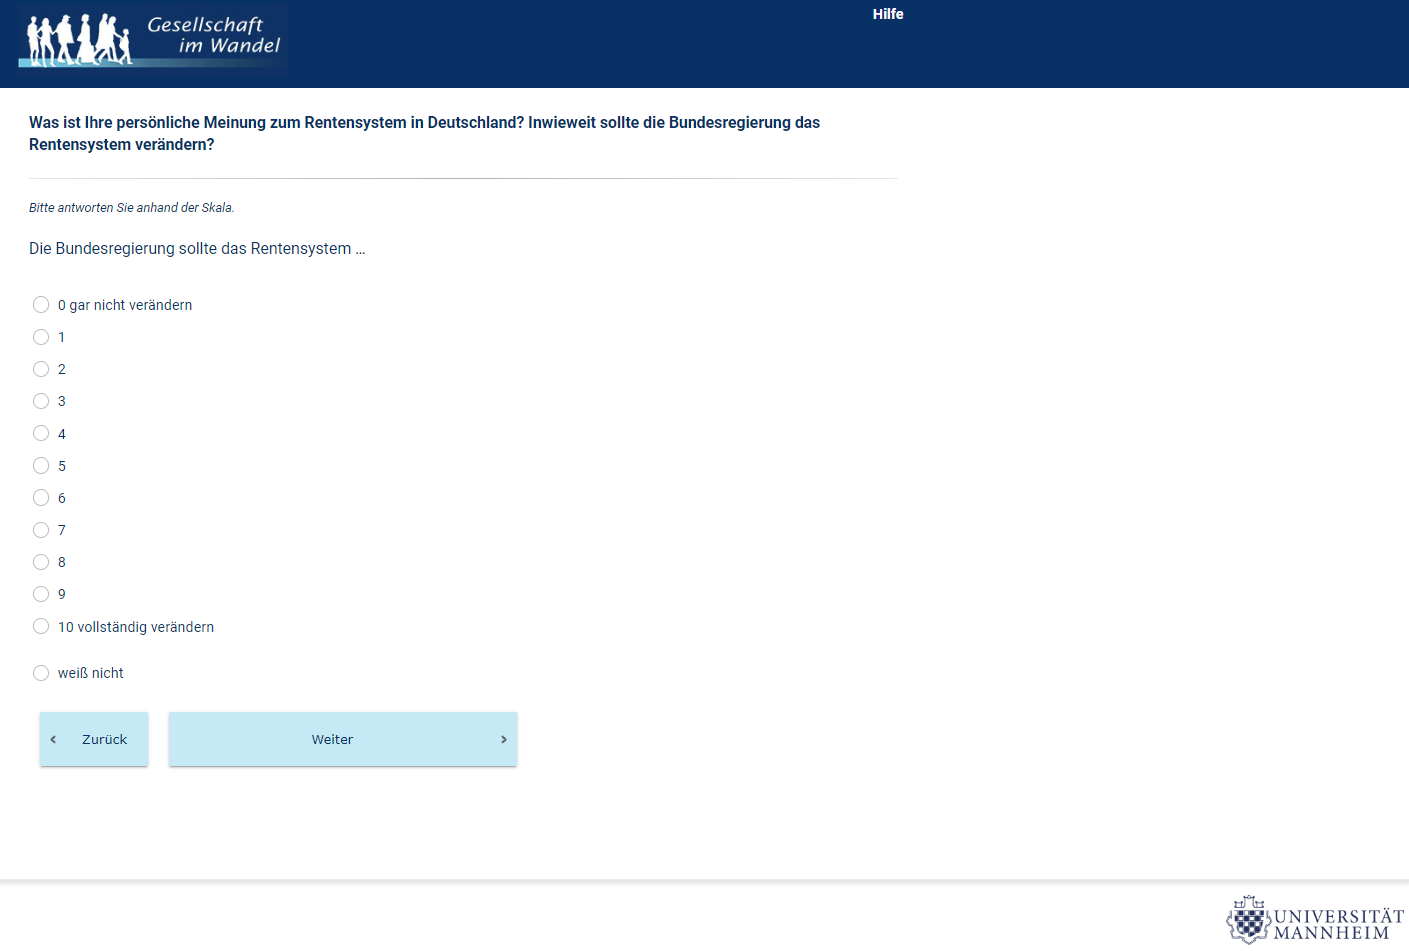 Gesellschaft
im Wandel
Hilfe
Was ist Ihre persönliche Meinung zum Rentensystem in Deutschland? Inwieweit sollte die Bundesregierung das
Rentensystem verändern?
Bitte antworten Sie anhand der Skala.
Die Bundesregierung sollte das Rentensystem ...
0 gar nicht verändern
1
2
3
4
5
6
7
8
9
10 vollständig verändern
weiß nicht
Zurück
Weiter
UNIVERSITÄT
MANNHEIM